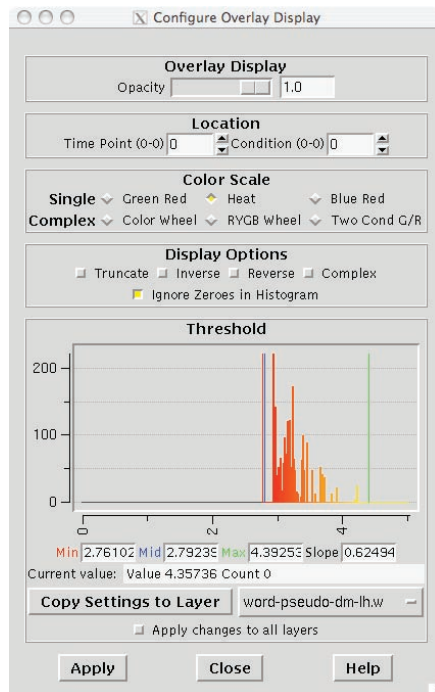 Configure Overlay Display
Overlay Display
Opacity 1.0
Location
Time Point (0-0) 0 Condition (0-0) 0
Color Scale
Single Green Red Heat Blue Red
Complex Color Wheel RYGB Wheel Two Cond G/R
Display Options
Truncate Inverse Reverse Complex
Ignore Zeroes in Histogram
Threshold
200
100
0
0 2 4
Min 2.76102 Mid 2.79239 Max 4.39253 Slope 0.62494
Current value: Value 4.35736 Count 0
Copy Settings to Layer word-pseudo-dm-lh.w
Apply changes to all layers
Apply Close Help